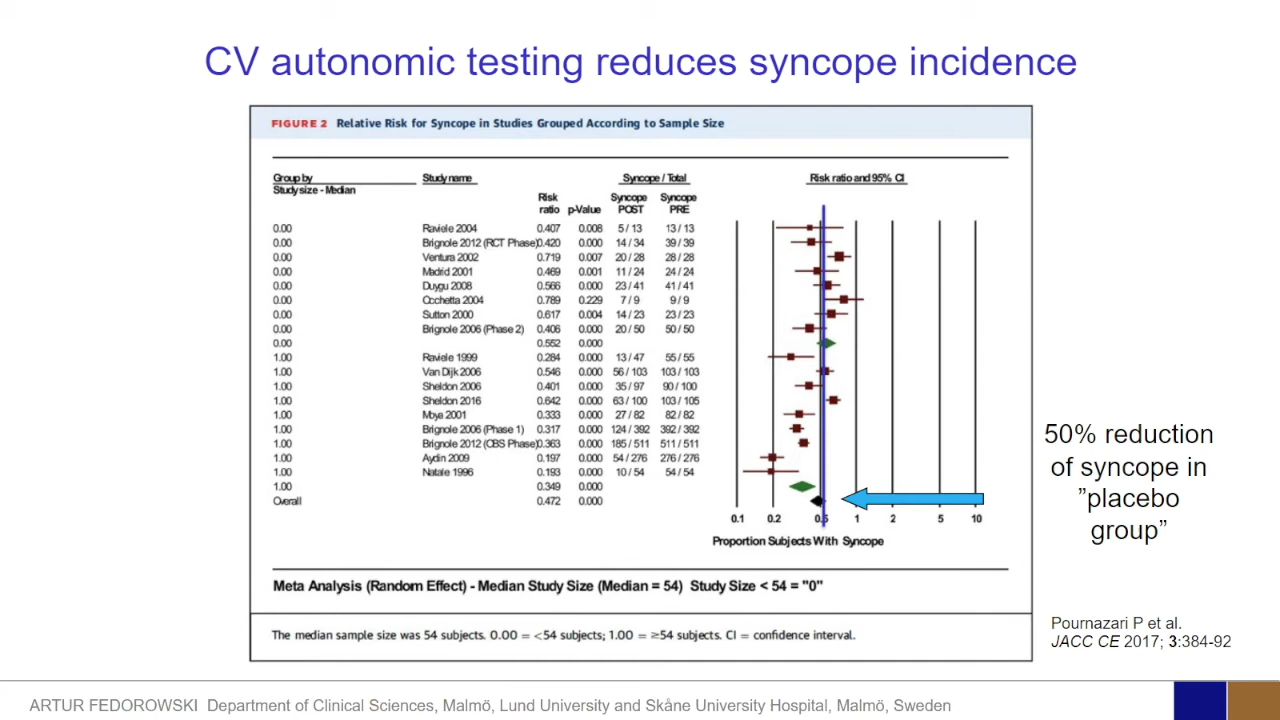 CV autonomic testing reduces syncope incidence
FIGURE 2 Relative Risk for Syncope in Studies Grouped According to Sample Size
Group by Study name Syncope / Total Risk ratio and 95% CI
Study size - Median
Risk Syncope Syncope
ratio p-Value POST PRE
0.00 Raviele 2004 0.407 0.008 5 / 13 13 / 13
0.00 Brignole 2012 (RCT Phase) 0.420 0.000 14 / 34 39 / 39
0.00 Ventura 2002 0.719 0.007 20 / 28 28 / 28
0.00 Madrid 2001 0.469 0.001 11 / 24 24 / 24
0.00 Duygu 2008 0.566 0.000 23 / 41 41 / 41
0.00 Occhetta 2004 0.789 0.229 7 / 9 9 / 9
0.00 Sutton 2000 0.617 0.004 14 / 23 23 / 23
0.00 Brignole 2006 (Phase 2) 0.406 0.000 20 / 50 50 / 50
0.00 0.552 0.000
1.00 Raviele 1999 0.284 0.000 13 / 47 55 / 55
1.00 Van Dijk 2006 0.546 0.000 56 / 103 103 / 103
1.00 Sheldon 2006 0.401 0.000 35 / 97 90 / 100
1.00 Sheldon 2016 0.642 0.000 63 / 100 103 / 105
1.00 Moya 2001 0.333 0.000 27 / 82 82 / 82
1.00 Brignole 2006 (Phase 1) 0.317 0.000 124 / 392 392 / 392
1.00 Brignole 2012 (CBS Phase) 0.363 0.000 185 / 511 511 / 511
1.00 Aydin 2009 0.197 0.000 54 / 276 276 / 276
1.00 Natale 1996 0.193 0.000 10 / 54 54 / 54
1.00 0.349 0.000
Overall 0.472 0.000
0.1 0.2 0.5 1 2 5 10
Proportion Subjects With Syncope
Meta Analysis (Random Effect) - Median Study Size (Median = 54) Study Size < 54 = "0"
The median sample size was 54 subjects. 0.00 = <54 subjects; 1.00 = ≥54 subjects. CI = confidence interval.
50% reduction
of syncope in
”placebo
group”
Pournazari P et al.
JACC CE 2017; 3:384-92
ARTUR FEDOROWSKI Department of Clinical Sciences, Malmö, Lund University and Skåne University Hospital, Malmö, Sweden